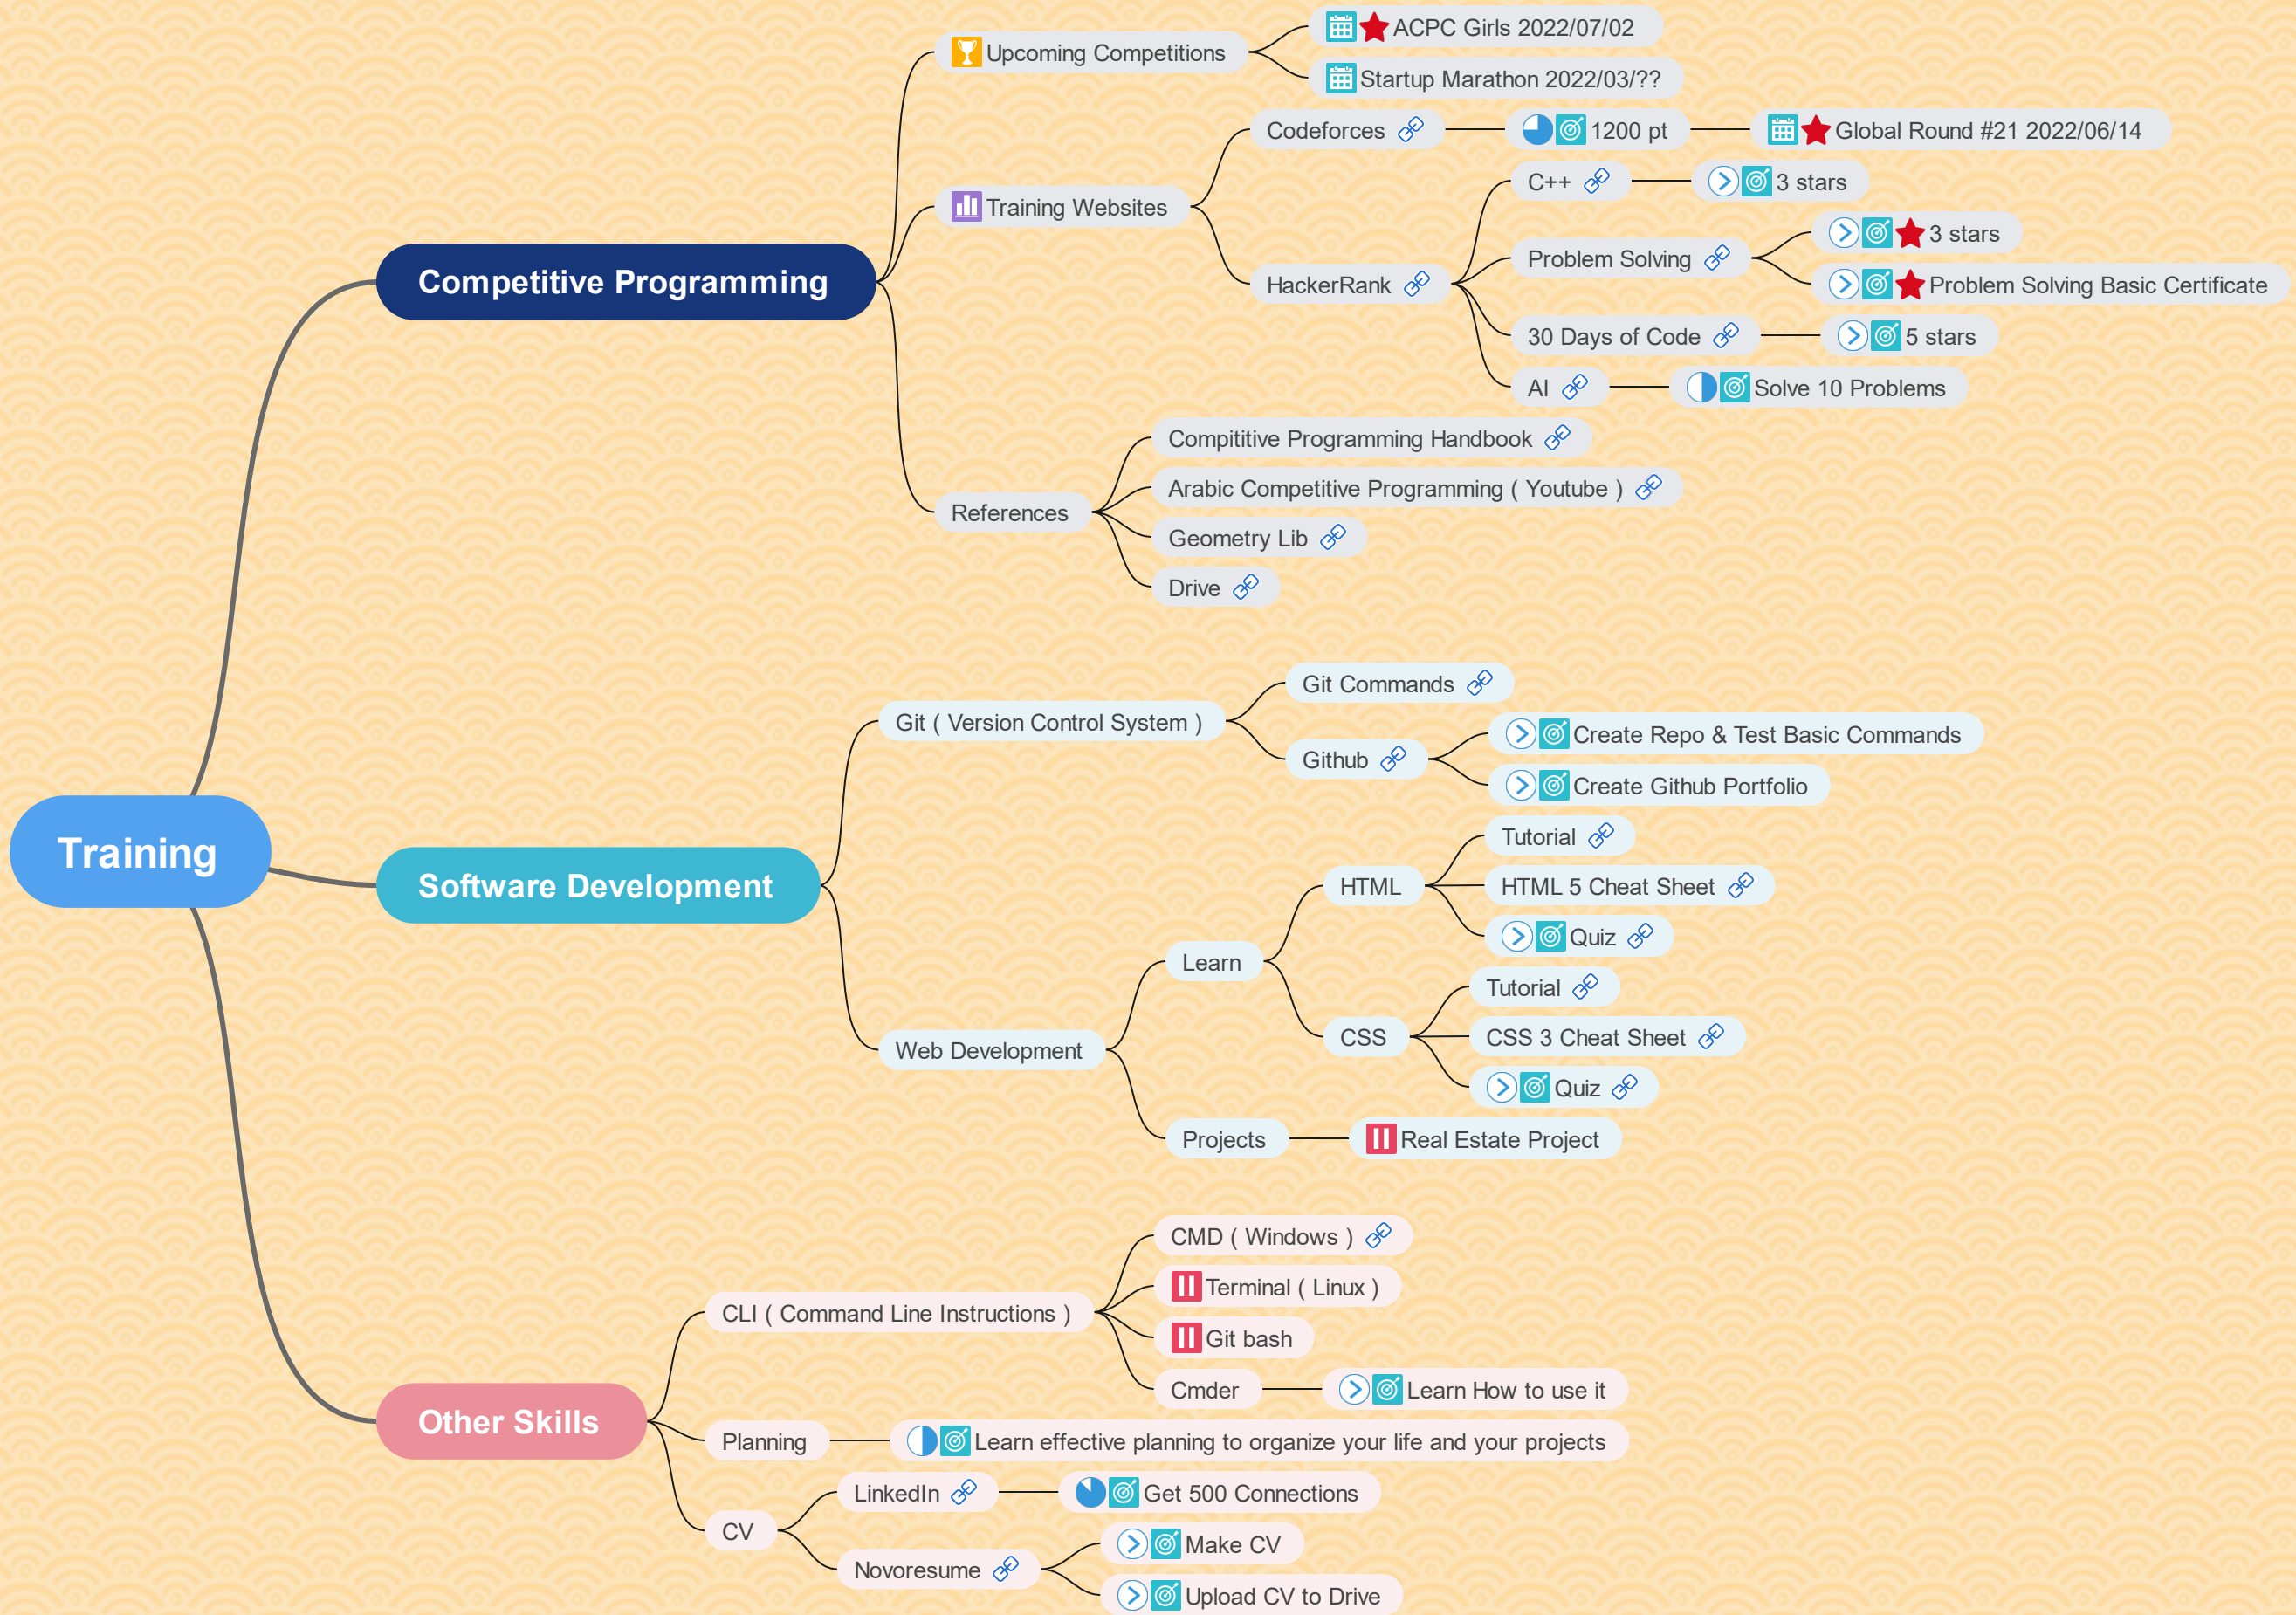 Training
Competitive Programming
Upcoming Competitions
ACPC Girls 2022/07/02
Startup Marathon 2022/03/??
Training Websites
Codeforces
1200 pt
Global Round #21 2022/06/14
HackerRank
C++
3 stars
Problem Solving
3 stars
Problem Solving Basic Certificate
30 Days of Code
5 stars
AI
Solve 10 Problems
References
Compititive Programming Handbook
Arabic Competitive Programming ( Youtube )
Geometry Lib
Drive
Software Development
Git ( Version Control System )
Git Commands
Github
Create Repo & Test Basic Commands
Create Github Portfolio
Web Development
Learn
HTML
Tutorial
HTML 5 Cheat Sheet
Quiz
CSS
Tutorial
CSS 3 Cheat Sheet
Quiz
Projects
Real Estate Project
Other Skills
CLI ( Command Line Instructions )
CMD ( Windows )
Terminal ( Linux )
Git bash
Cmder
Learn How to use it
Planning
Learn effective planning to organize your life and your projects
CV
LinkedIn
Get 500 Connections
Novoresume
Make CV
Upload CV to Drive